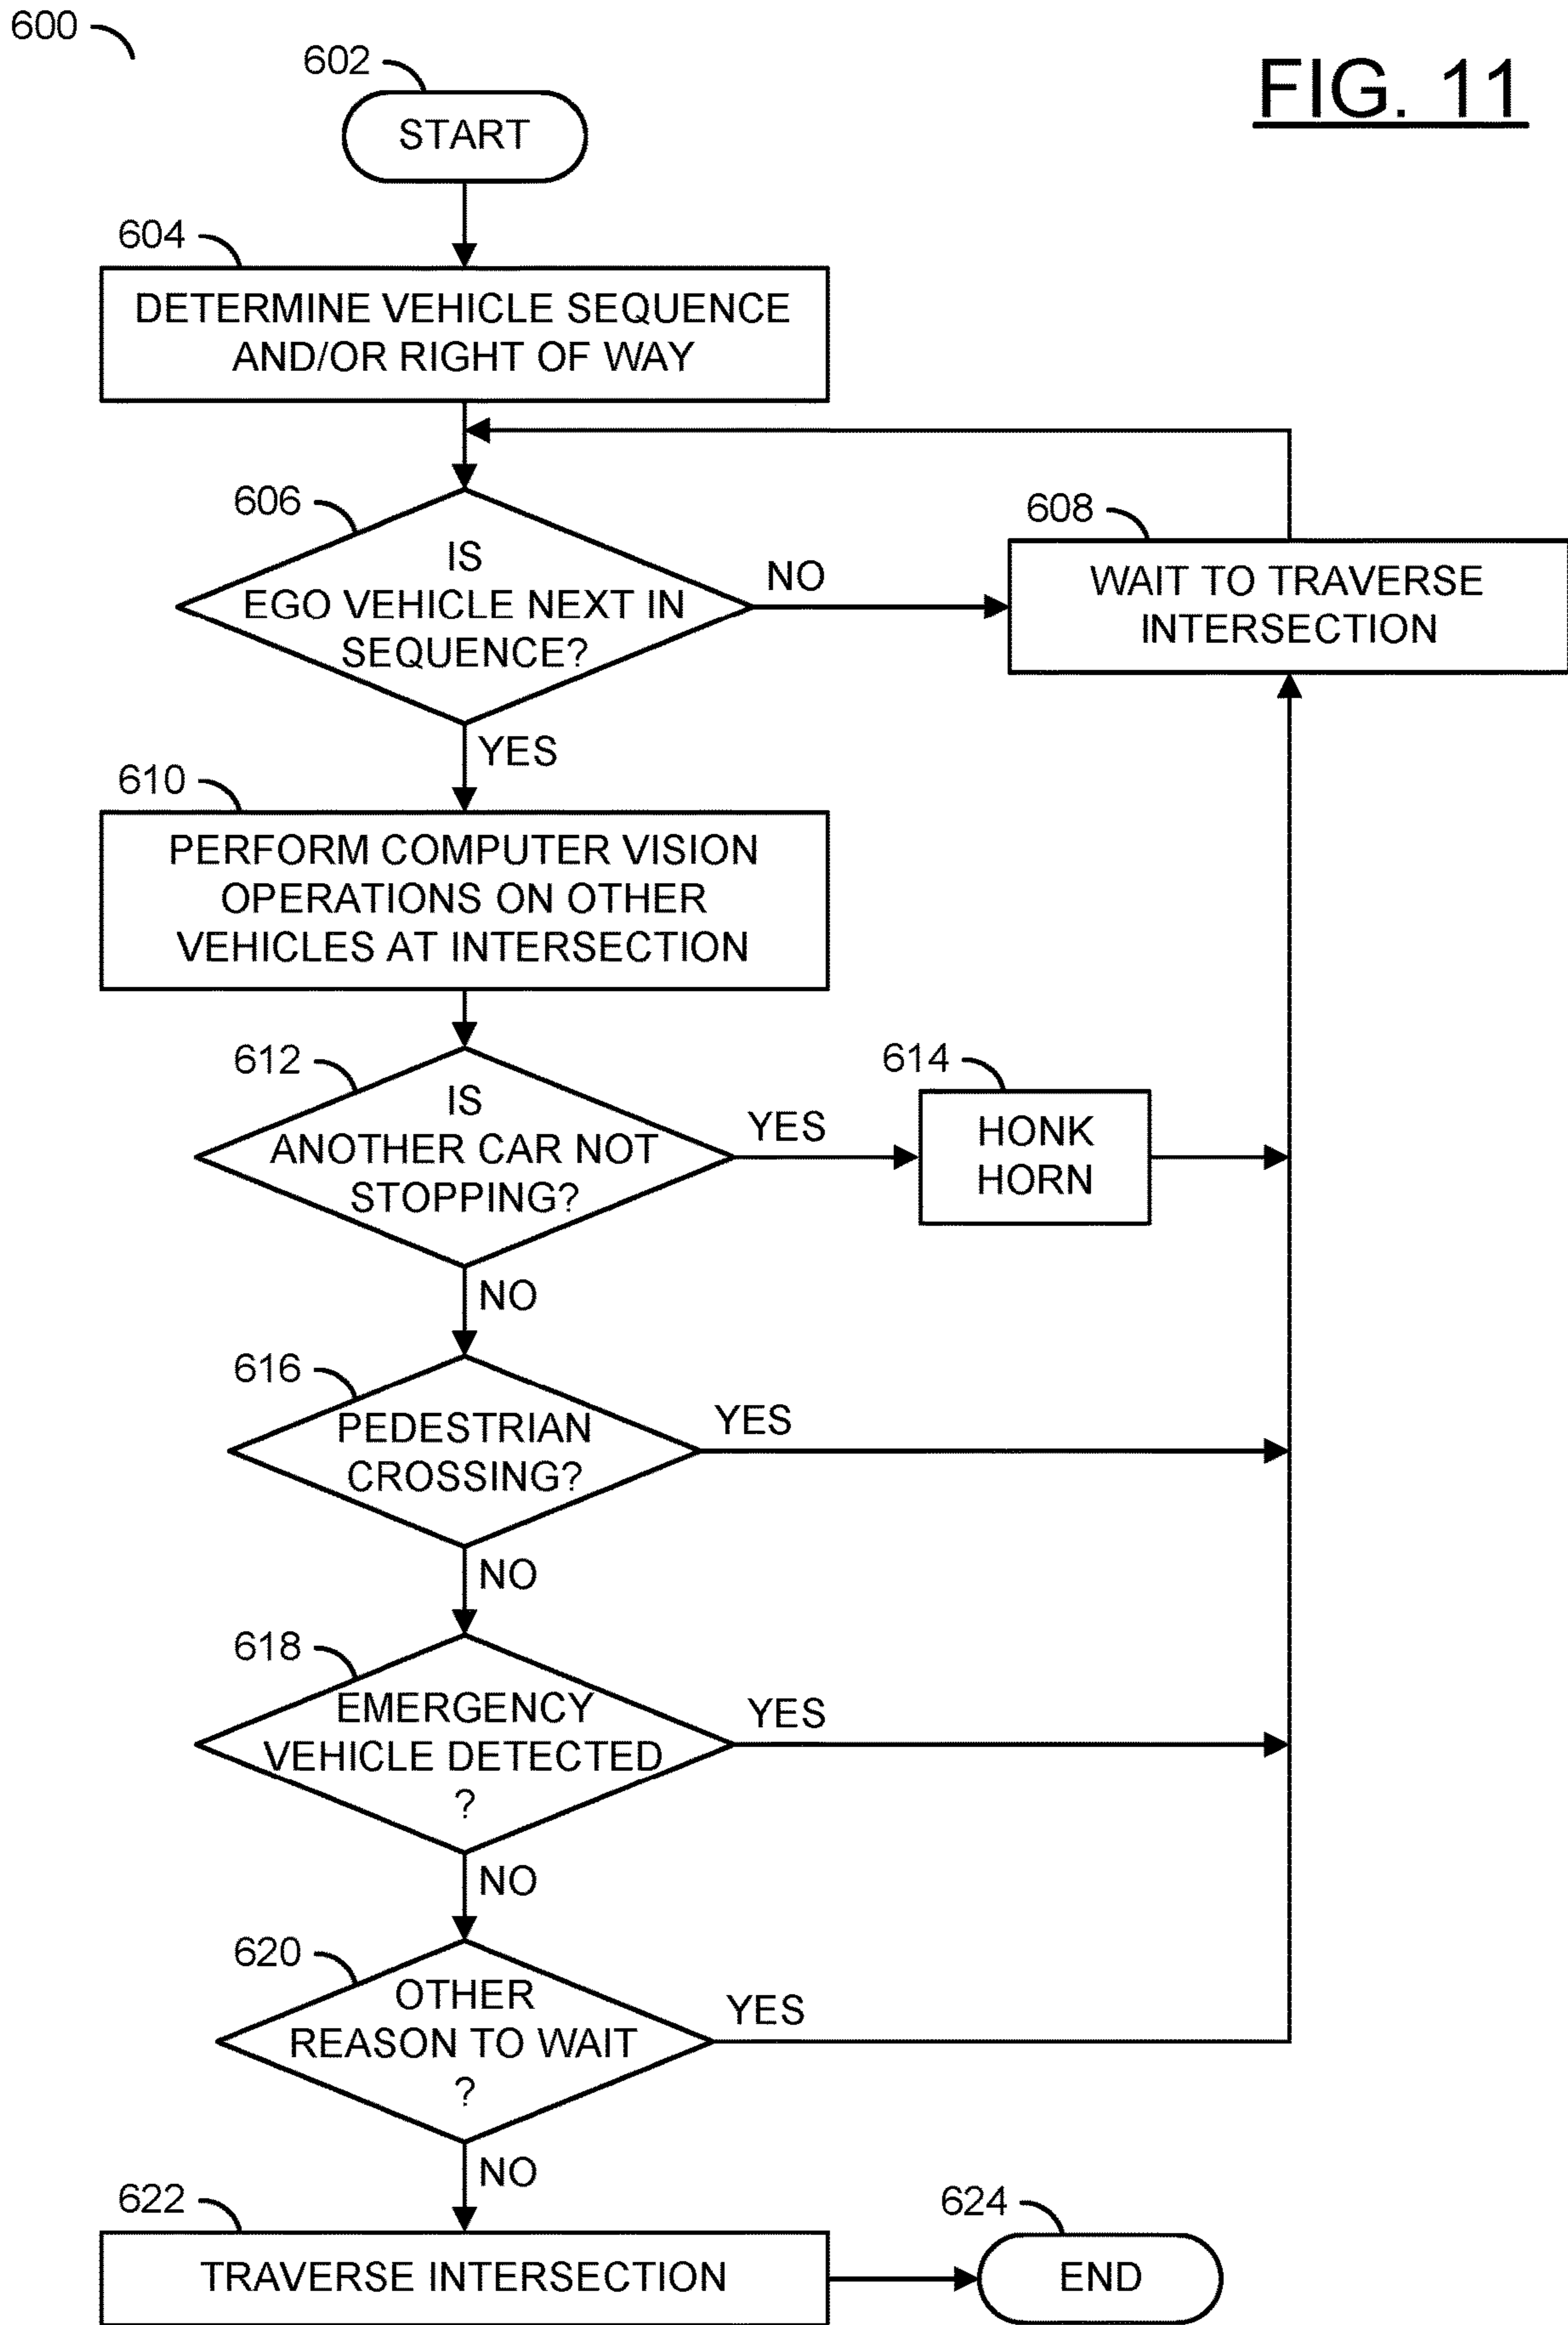 600
602
FIG. 11
START
604
DETERMINE VEHICLE SEQUENCE
AND/OR RIGHT OF WAY
606
IS
EGO VEHICLE NEXT IN
SEQUENCE?
NO
608
WAIT TO TRAVERSE
INTERSECTION
YES
610
PERFORM COMPUTER VISION
OPERATIONS ON OTHER
VEHICLES AT INTERSECTION
612
IS
ANOTHER CAR NOT
STOPPING?
YES
614
HONK
HORN
NO
616
PEDESTRIAN
CROSSING?
YES
NO
618
EMERGENCY
VEHICLE DETECTED
?
YES
NO
620
OTHER
REASON TO WAIT
?
YES
NO
622
TRAVERSE INTERSECTION
624
END